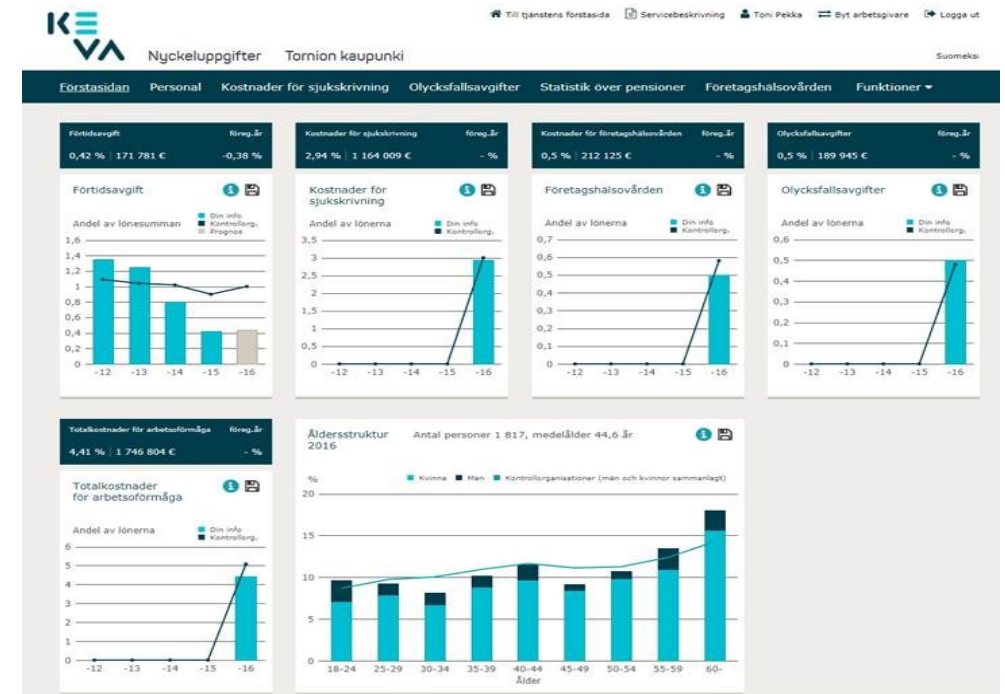 KEVA
Till tjänstens förstasida Servicebeskrivning Toni Pekka Byt arbetsgivare Logga ut
Nyckeluppgifter Tornion kaupunki
Suomeksi
Förstasidan Personal Kostnader för sjukskrivning Olycksfallsavgifter Statistik över pensioner Företagshälsovården Funktioner
Förtidsavgift föreg.år
0,42 % | 171 781 € -0,38 %
Kostnader för sjukskrivning föreg.år
2,94 % | 1 164 009 € - %
Kostnader för företagshälsovården föreg.år
0,5 % | 212 125 € - %
Olycksfallsavgifter föreg.år
0,5 % | 189 945 € - %
Förtidsavgift
Andel av lönesumman
Din info
Kontrollorg.
Prognos
1,6
1,4
1,2
1
0,8
0,6
0,4
0,2
0
-12 -13 -14 -15 -16
Kostnader för
sjukskrivning
Andel av lönerna
Din info
Kontrollorg.
3,5
3
2,5
2
1,5
1
0,5
0
-12 -13 -14 -15 -16
Företagshälsovården
Andel av lönerna
Din info
Kontrollorg.
0,7
0,6
0,5
0,4
0,3
0,2
0,1
0
-12 -13 -14 -15 -16
Olycksfallsavgifter
Andel av lönerna
Din info
Kontrollorg.
0,6
0,5
0,4
0,3
0,2
0,1
0
-12 -13 -14 -15 -16
Totalkostnader för arbetsoförmåga föreg.år
4,41 % | 1 746 804 € - %
Totalkostnader
för arbetsoförmåga
Andel av lönerna
Din info
Kontrollorg.
6
5
4
3
2
1
0
-12 -13 -14 -15 -16
Åldersstruktur
2016
Antal personer 1 817, medelålder 44,6 år
% Kvinna Man Kontrollorganisationer (män och kvinnor sammanlagt)
20
15
10
5
0
18-24 25-29 30-34 35-39 40-44 45-49 50-54 55-59 60-
Ålder